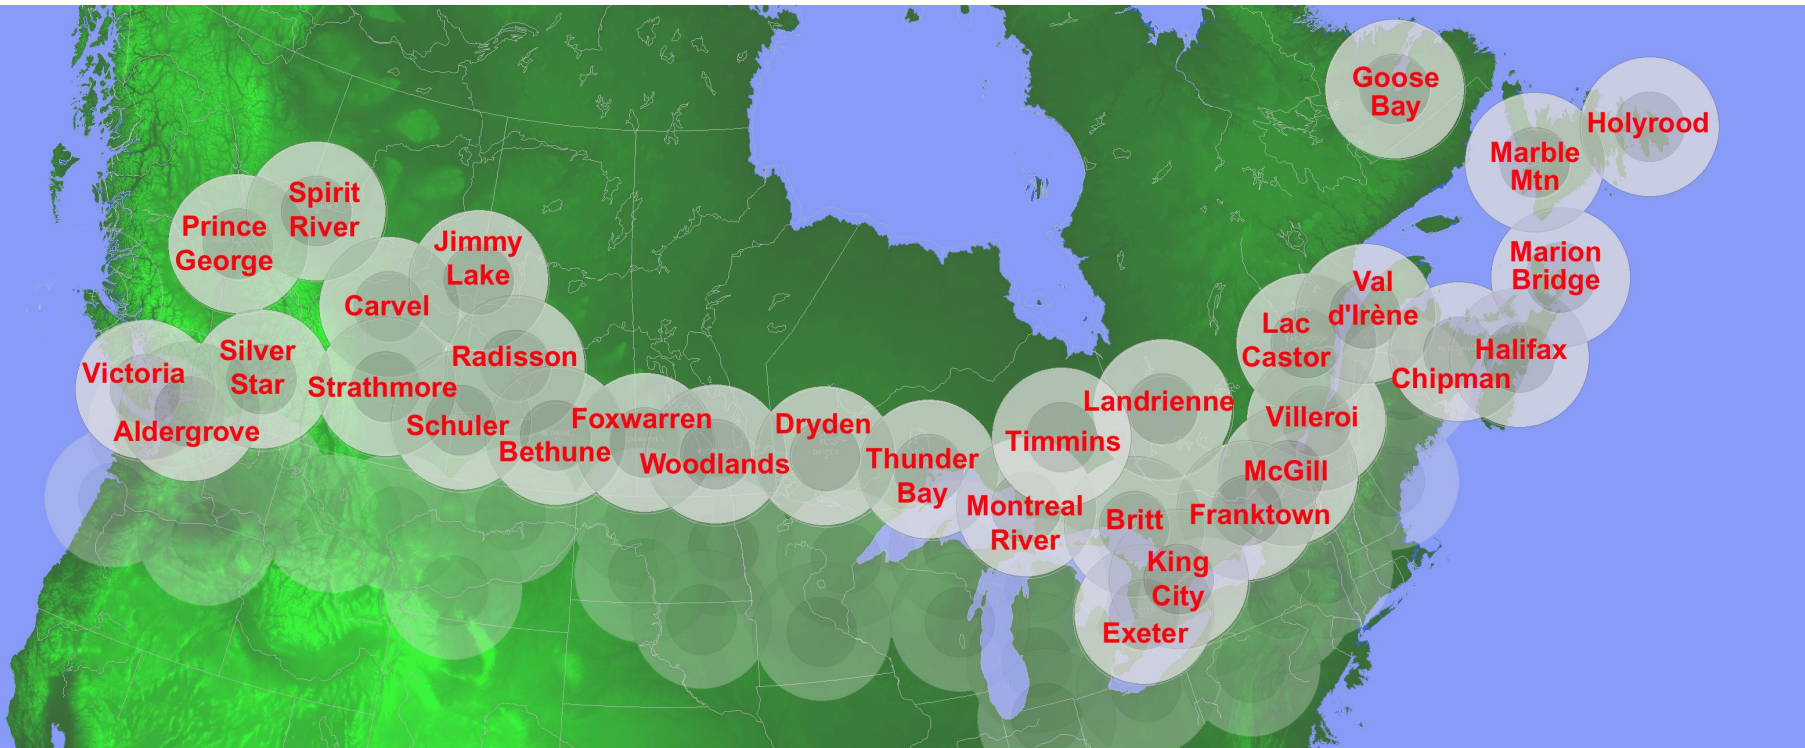 Goose
Bay
Holyrood
Marble
Mtn
Spirit
River
Prince
George
Jimmy
Lake
Marion
Bridge
Carvel
Val
d'Irène
Lac
Castor
Silver
Star
Radisson
Halifax
Victoria
Strathmore
Chipman
Landrienne
Villeroi
Foxwarren
Dryden
Schuler
Aldergrove
Timmins
Bethune
Woodlands
Thunder
Bay
McGill
Montreal
River
Britt
Franktown
King
City
Exeter